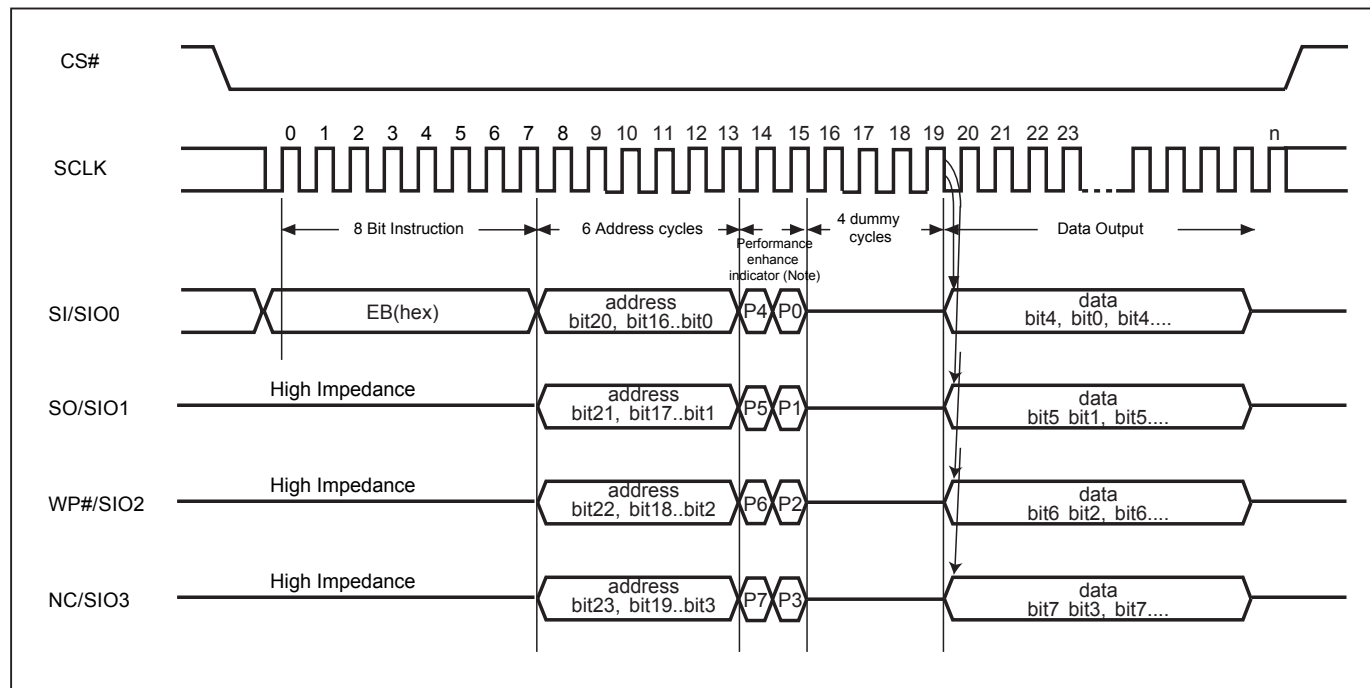 CS#
0 1 2 3 4 5 6 7 8 9 10 11 12 13 14 15 16 17 18 19 20 21 22 23 n
SCLK
8 Bit Instruction
6 Address cycles
Performance
enhance
indicator (Note)
4 dummy
cycles
Data Output
SI/SIO0
EB(hex)
address
bit20, bit16..bit0
P4 P0
data
bit4, bit0, bit4....
SO/SIO1
High Impedance
address
bit21, bit17..bit1
P5 P1
data
bit5 bit1, bit5....
WP#/SIO2
High Impedance
address
bit22, bit18..bit2
P6 P2
data
bit6 bit2, bit6....
NC/SIO3
High Impedance
address
bit23, bit19..bit3
P7 P3
data
bit7 bit3, bit7....